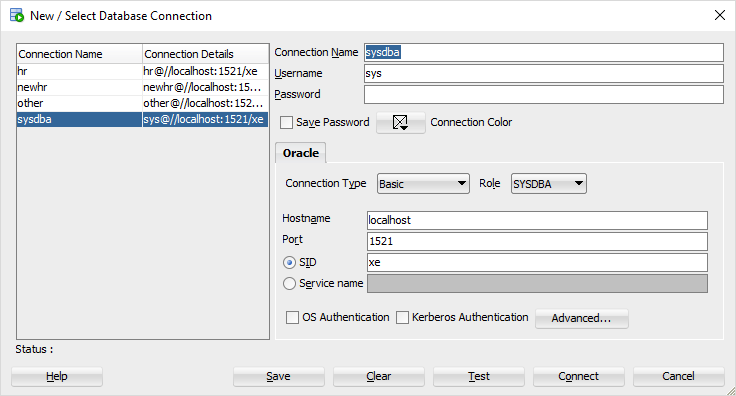 New / Select Database Connection
Connection Name Connection Details
hr hr@//localhost:1521/xe
newhr newhr@//localhost:15...
other other@//localhost:152...
sysdba sys@//localhost:1521/xe
Connection Name sysdba
Username sys
Password
Save Password Connection Color
Oracle
Connection Type Basic Role SYSDBA
Hostname localhost
Port 1521
SID xe
Service name
OS Authentication Kerberos Authentication Advanced...
Status :
Help Save Clear Test Connect Cancel